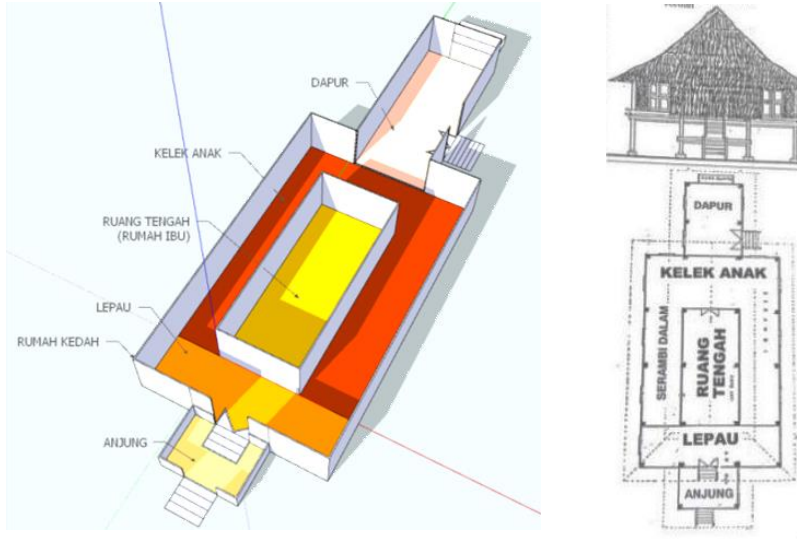 DAPUR
KELEK ANAK
RUANG TENGAH
(RUMAH IBU)
LEPAU
RUMAH KEDAH
ANJUNG
DAPUR
KELEK ANAK
SERAMBI DALAM
RUANG
TENGAH
LEPAU
ANJUNG